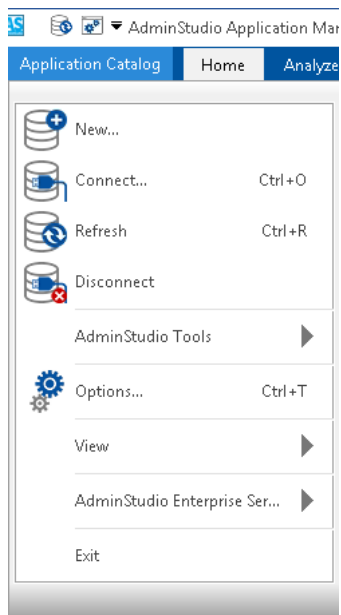 AS AdminStudio Application Mar
Application Catalog Home Analyze
New...
Connect... Ctrl+O
Refresh Ctrl+R
Disconnect
AdminStudio Tools
Options... Ctrl+T
View
AdminStudio Enterprise Ser...
Exit